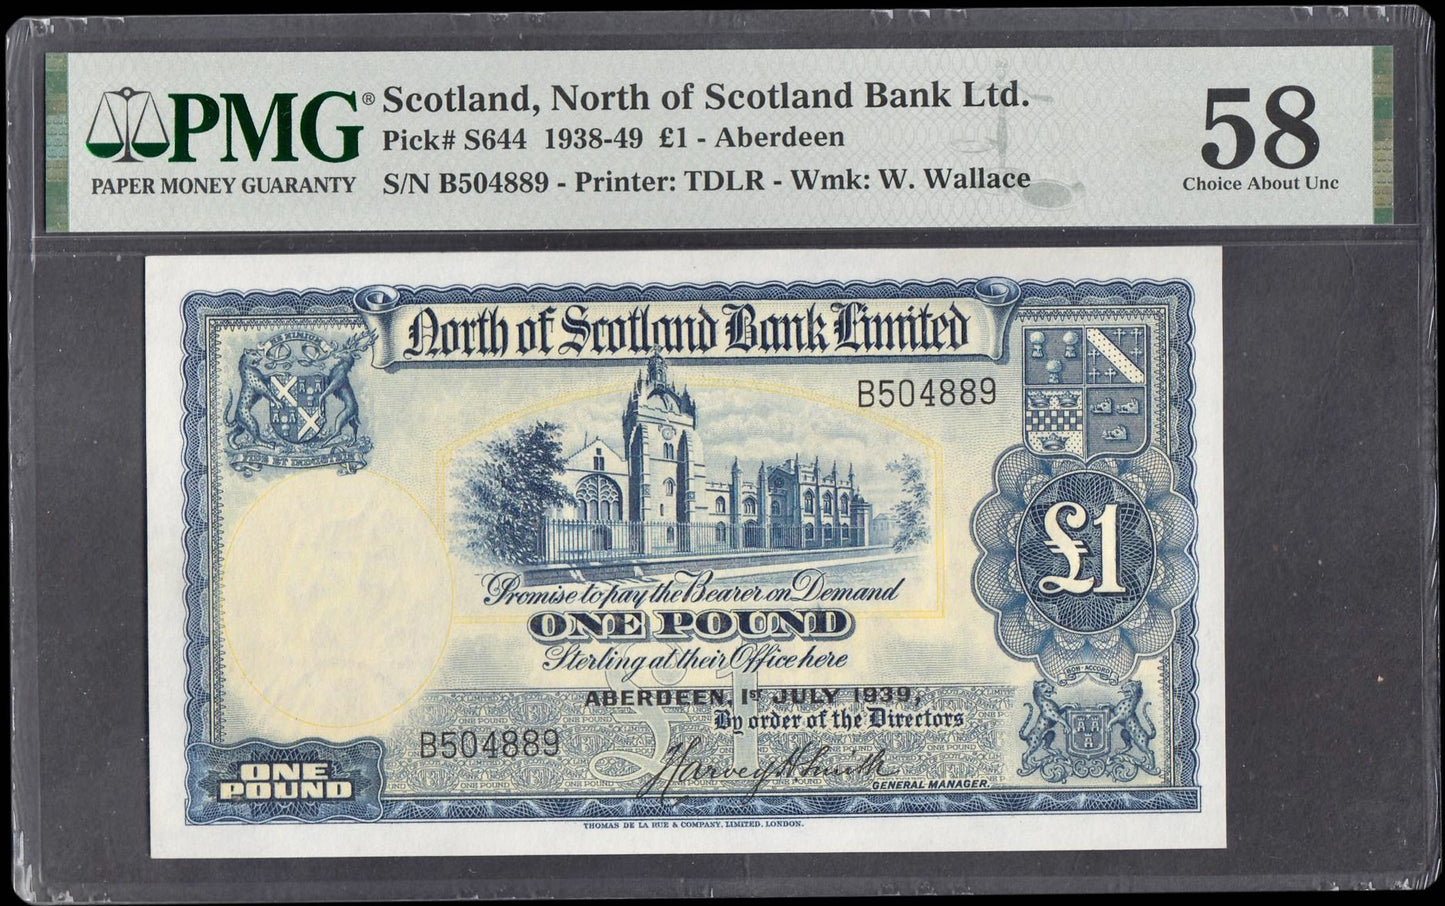 PMG®
PAPER MONEY GUARANTY
Scotland, North of Scotland Bank Ltd.
Pick# S644 1938-49 £1 - Aberdeen
S/N B504889 - Printer: TDLR - Wmk: W. Wallace
58
Choice About Unc
North of Scotland Bank Limited
B504889
£1
Promise to pay the Bearer on Demand
ONE POUND
Sterling at their Office here
BON-ACCORD
£1
ABERDEEN, 1st JULY 1939,
By order of the Directors
B504889
Harvey H Smith
GENERAL MANAGER.
ONE
POUND
THOMAS DE LA RUE & COMPANY, LIMITED, LONDON.